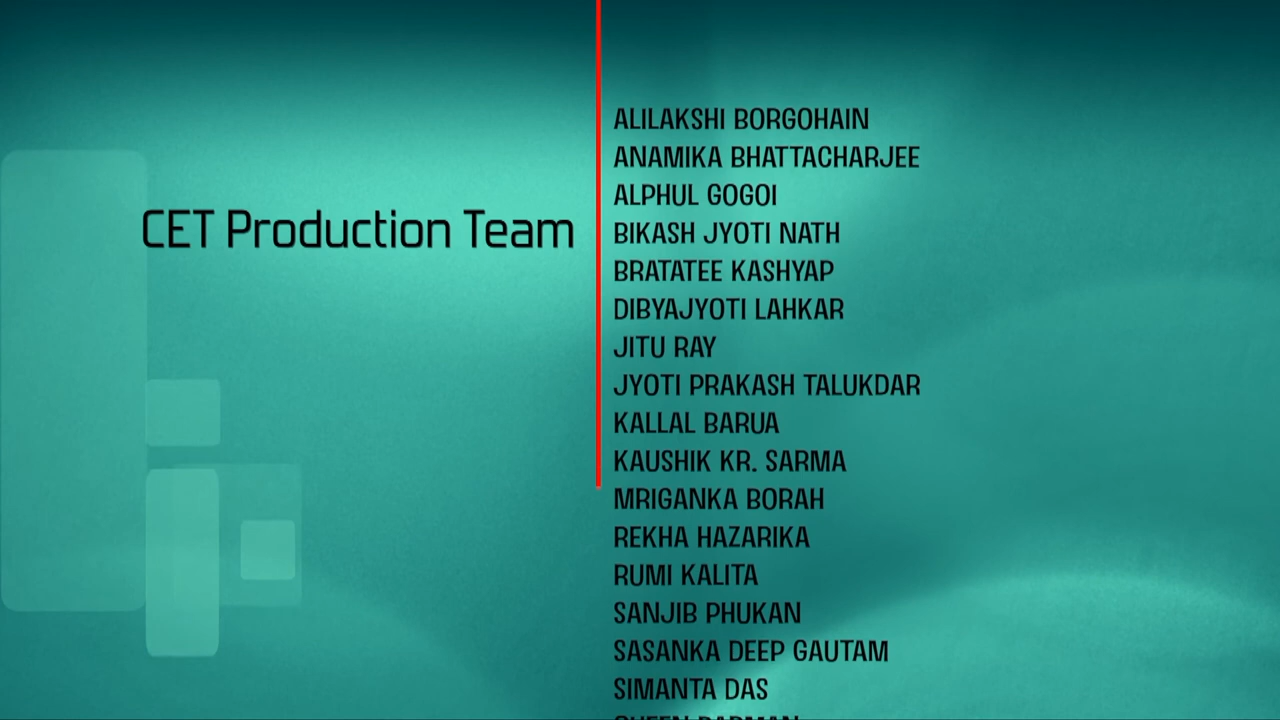 CET Production Team
ALILAKSHI BORGOHAIN
ANAMIKA BHATTACHARJEE
ALPHUL GOGOI
BIKASH JYOTI NATH
BRATATEE KASHYAP
DIBYAJYOTI LAHKAR
JITU RAY
JYOTI PRAKASH TALUKDAR
KALLAL BARUA
KAUSHIK KR. SARMA
MRIGANKA BORAH
REKHA HAZARIKA
RUMI KALITA
SANJIB PHUKAN
SASANKA DEEP GAUTAM
SIMANTA DAS